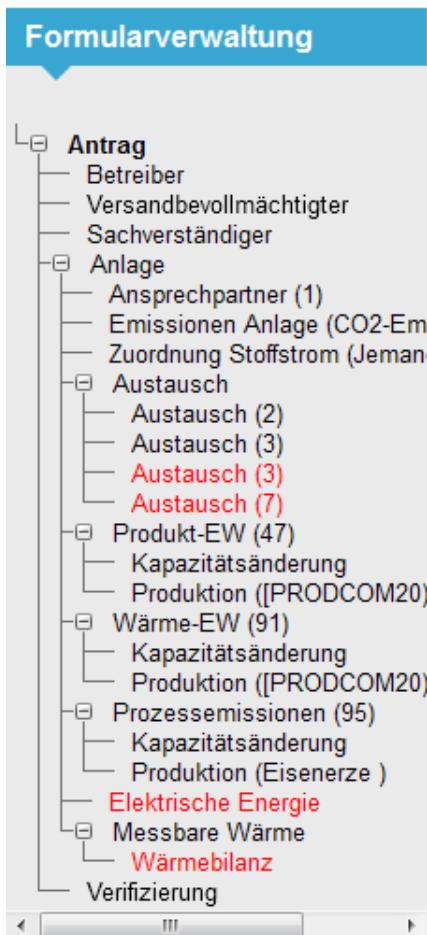 Formularverwaltung
Antrag
Betreiber
Versandbevollmächtigter
Sachverständiger
Anlage
Ansprechpartner (1)
Emissionen Anlage (CO2-Em
Zuordnung Stoffstrom (Jeman
Austausch
Austausch (2)
Austausch (3)
Austausch (3)
Austausch (7)
Produkt-EW (47)
Kapazitätsänderung
Produktion ([PRODCOM20)
Wärme-EW (91)
Kapazitätsänderung
Produktion ([PRODCOM20)
Prozessemissionen (95)
Kapazitätsänderung
Produktion (Eisenerze )
Elektrische Energie
Messbare Wärme
Wärmebilanz
Verifizierung